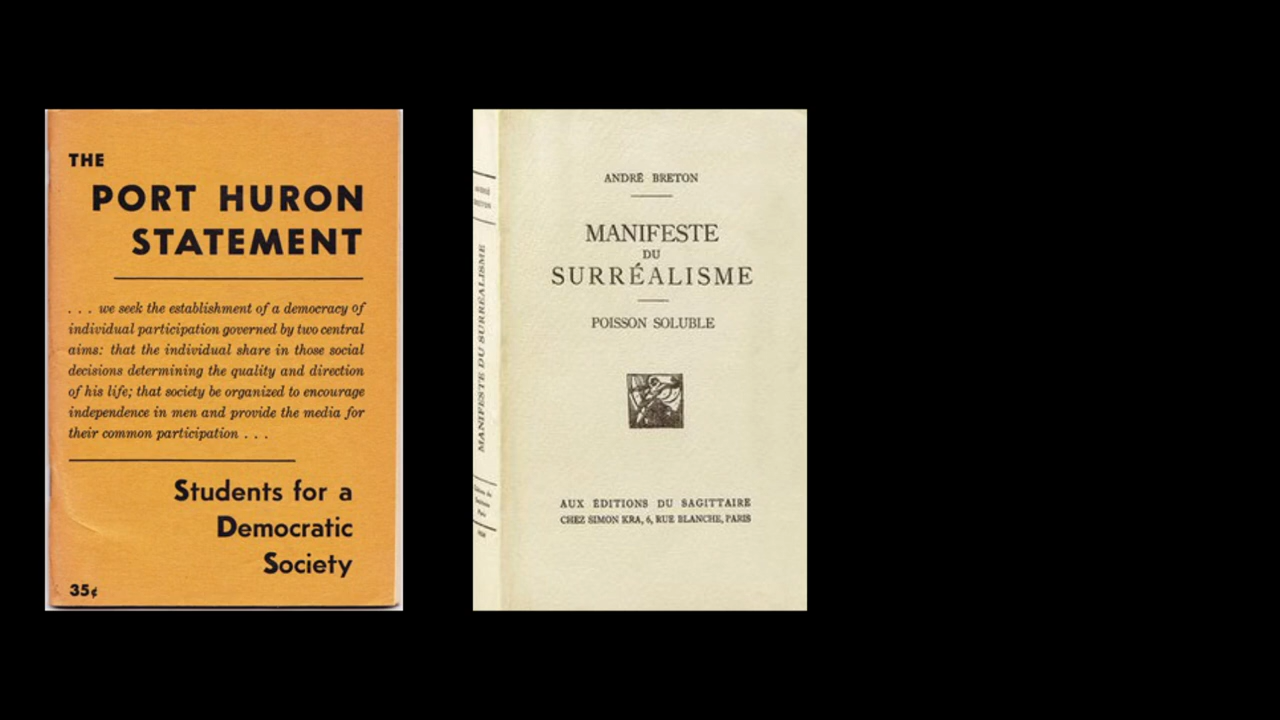 THE
PORT HURON
STATEMENT
. . . we seek the establishment of a democracy of
individual participation governed by two central
aims: that the individual share in those social
decisions determining the quality and direction
of his life; that society be organized to encourage
independence in men and provide the media for
their common participation . . .
Students for a
Democratic
Society
35¢
MANIFESTE DU SURRÉALISME
ANDRÉ BRETON
MANIFESTE
DU
SURRÉALISME
POISSON SOLUBLE
AUX ÉDITIONS DU SAGITTAIRE
CHEZ SIMON KRA, 6, RUE BLANCHE, PARIS